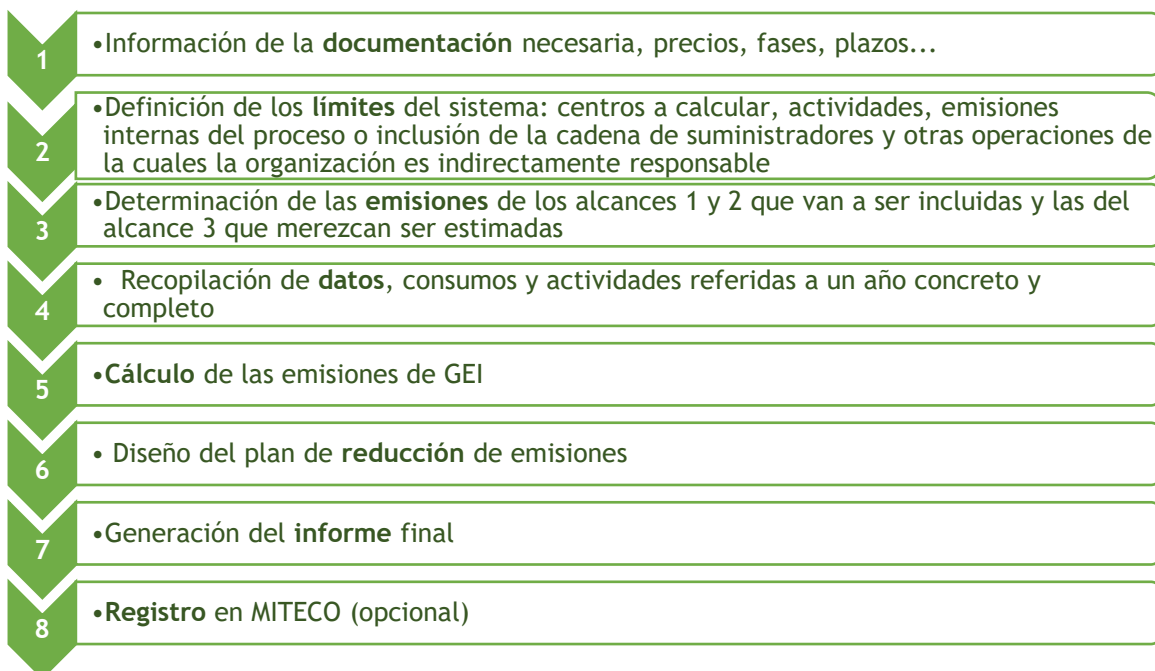 1
•Información de la documentación necesaria, precios, fases, plazos...
2
•Definición de los límites del sistema: centros a calcular, actividades, emisiones
internas del proceso o inclusión de la cadena de suministradores y otras operaciones de
la cuales la organización es indirectamente responsable
3
•Determinación de las emisiones de los alcances 1 y 2 que van a ser incluidas y las del
alcance 3 que merezcan ser estimadas
4
• Recopilación de datos, consumos y actividades referidas a un año concreto y
completo
5
•Cálculo de las emisiones de GEI
6
• Diseño del plan de reducción de emisiones
7
•Generación del informe final
8
•Registro en MITECO (opcional)